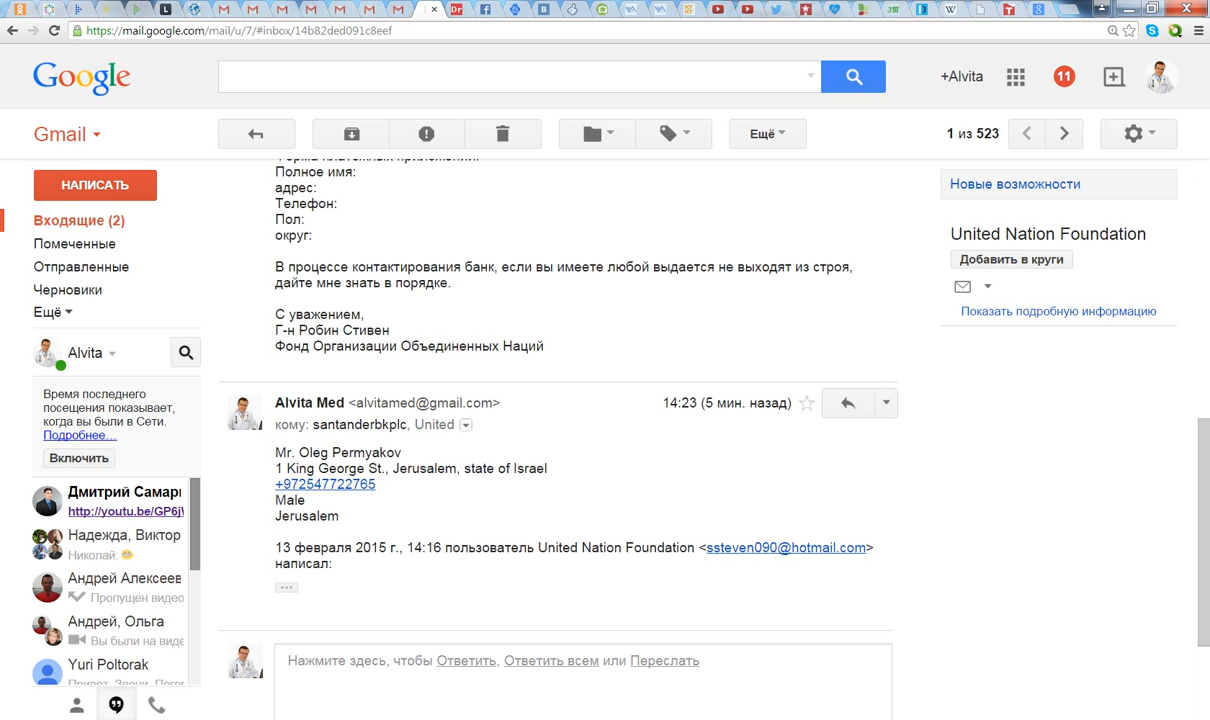 https://mail.google.com/mail/u/7/#inbox/14b82ded091c8eef
Google
+Alvita
11
Gmail
Ещё
1 из 523
НАПИСАТЬ
Входящие (2)
Помеченные
Отправленные
Черновики
Ещё
Alvita
Время последнего
посещения показывает,
когда вы были в Сети.
Подробнее…
Включить
Дмитрий Самари
http://youtu.be/GP6jV
Надежда, Виктор
Николай:
Андрей Алексеев
Пропущен видео
Андрей, Ольга
Вы были на виде
Yuri Poltorak
Форма платежных приложений:
Полное имя:
адрес:
Телефон:
Пол:
округ:
В процессе контактирования банк, если вы имеете любой выдается не выходят из строя,
дайте мне знать в порядке.
С уважением,
Г-н Робин Стивен
Фонд Организации Объединенных Наций
Alvita Med <alvitamed@gmail.com>
14:23 (5 мин. назад)
кому: santanderbkplc, United
Mr. Oleg Permyakov
1 King George St., Jerusalem, state of Israel
+972547722765
Male
Jerusalem
13 февраля 2015 г., 14:16 пользователь United Nation Foundation <ssteven090@hotmail.com>
написал:
Нажмите здесь, чтобы Ответить, Ответить всем или Переслать
Новые возможности
United Nation Foundation
Добавить в круги
Показать подробную информацию